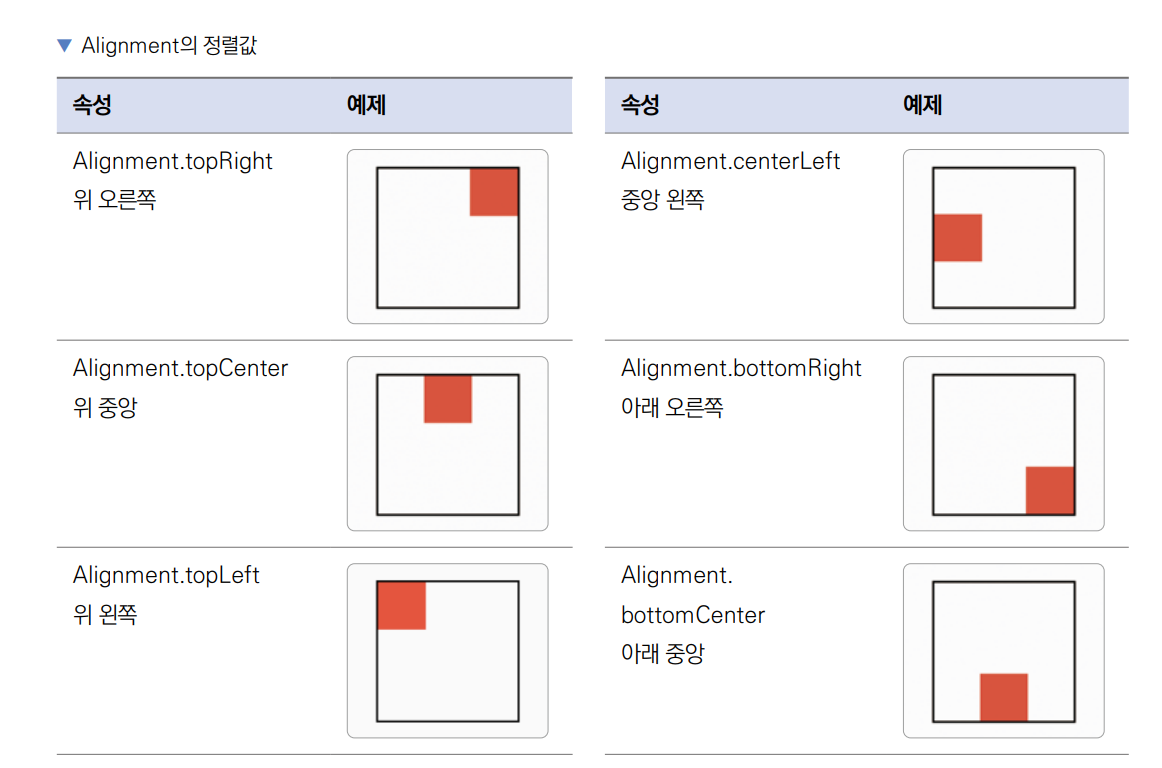 ▼ Alignment의 정렬값
속성 예제
Alignment.topRight
위 오른쪽
Alignment.topCenter
위 중앙
Alignment.topLeft
위 왼쪽
속성 예제
Alignment.centerLeft
중앙 왼쪽
Alignment.bottomRight
아래 오른쪽
Alignment.
bottomCenter
아래 중앙